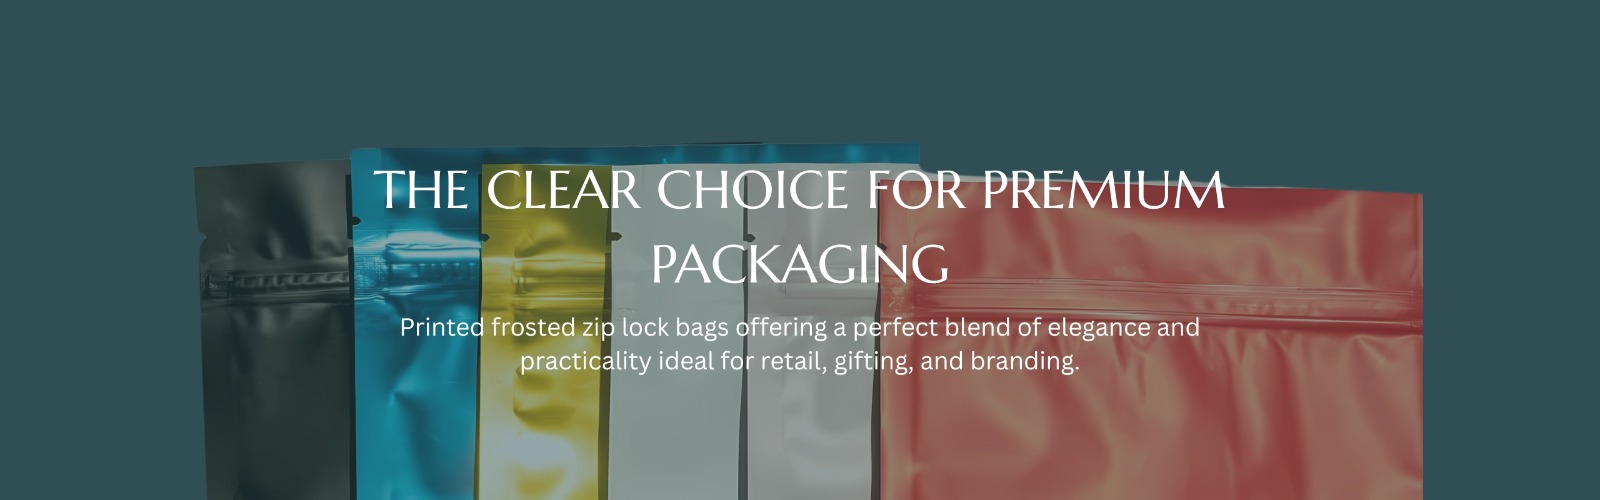 THE CLEAR CHOICE FOR PREMIUM
PACKAGING
Printed frosted zip lock bags offering a perfect blend of elegance and
practicality ideal for retail, gifting, and branding.